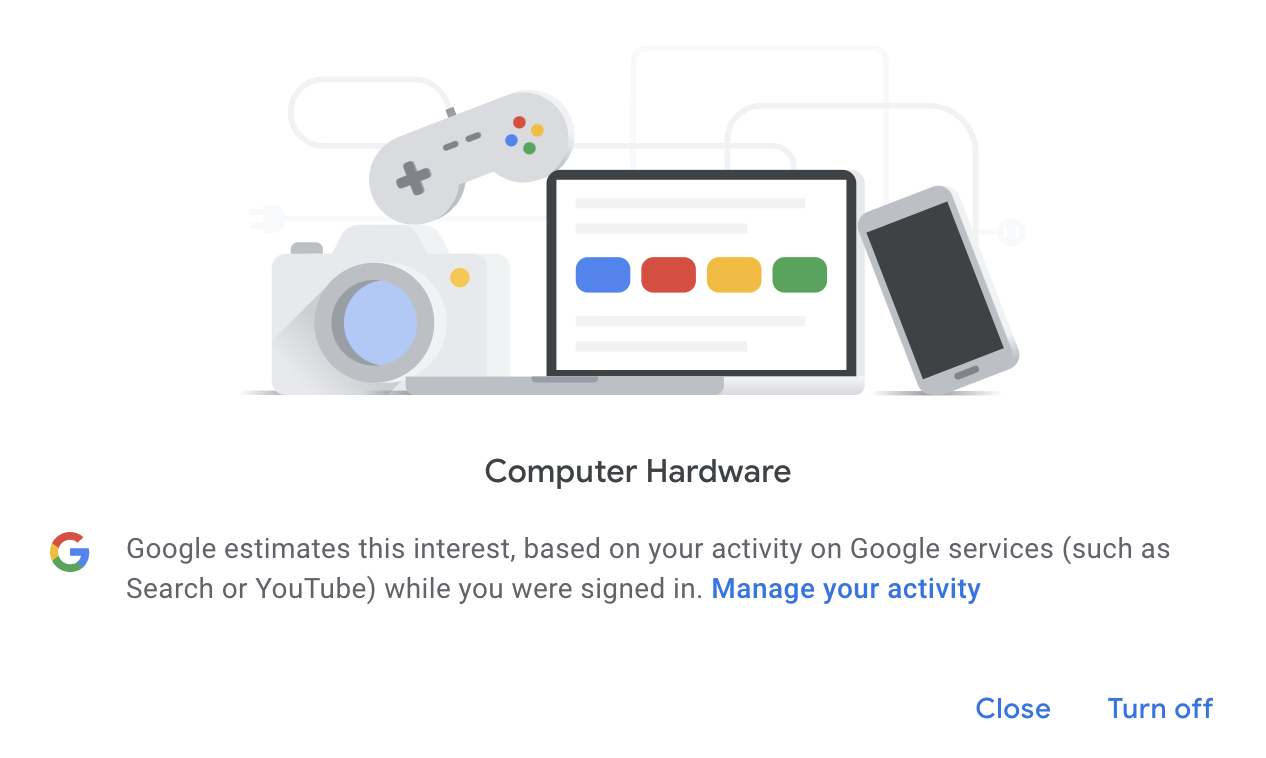 Computer Hardware
Google estimates this interest, based on your activity on Google services (such as
Search or YouTube) while you were signed in. Manage your activity
Close Turn off